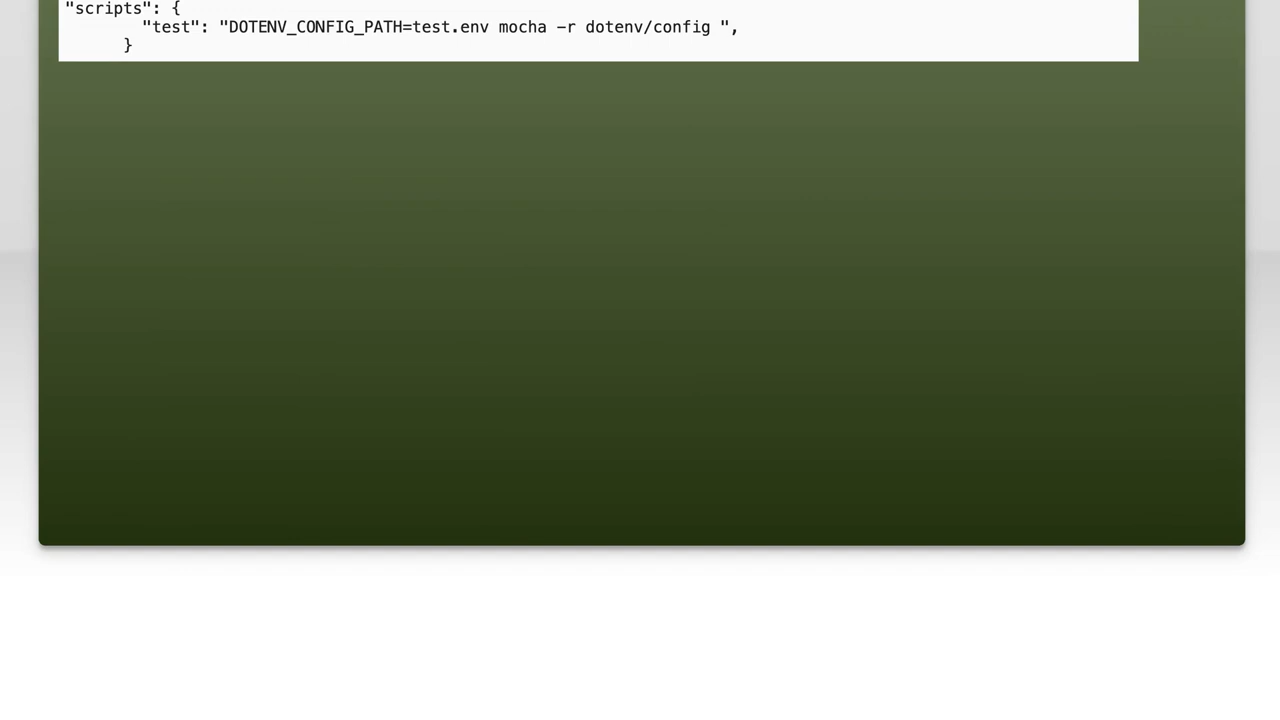 "scripts": {
"test": "DOTENV_CONFIG_PATH=test.env mocha -r dotenv/config ",
}